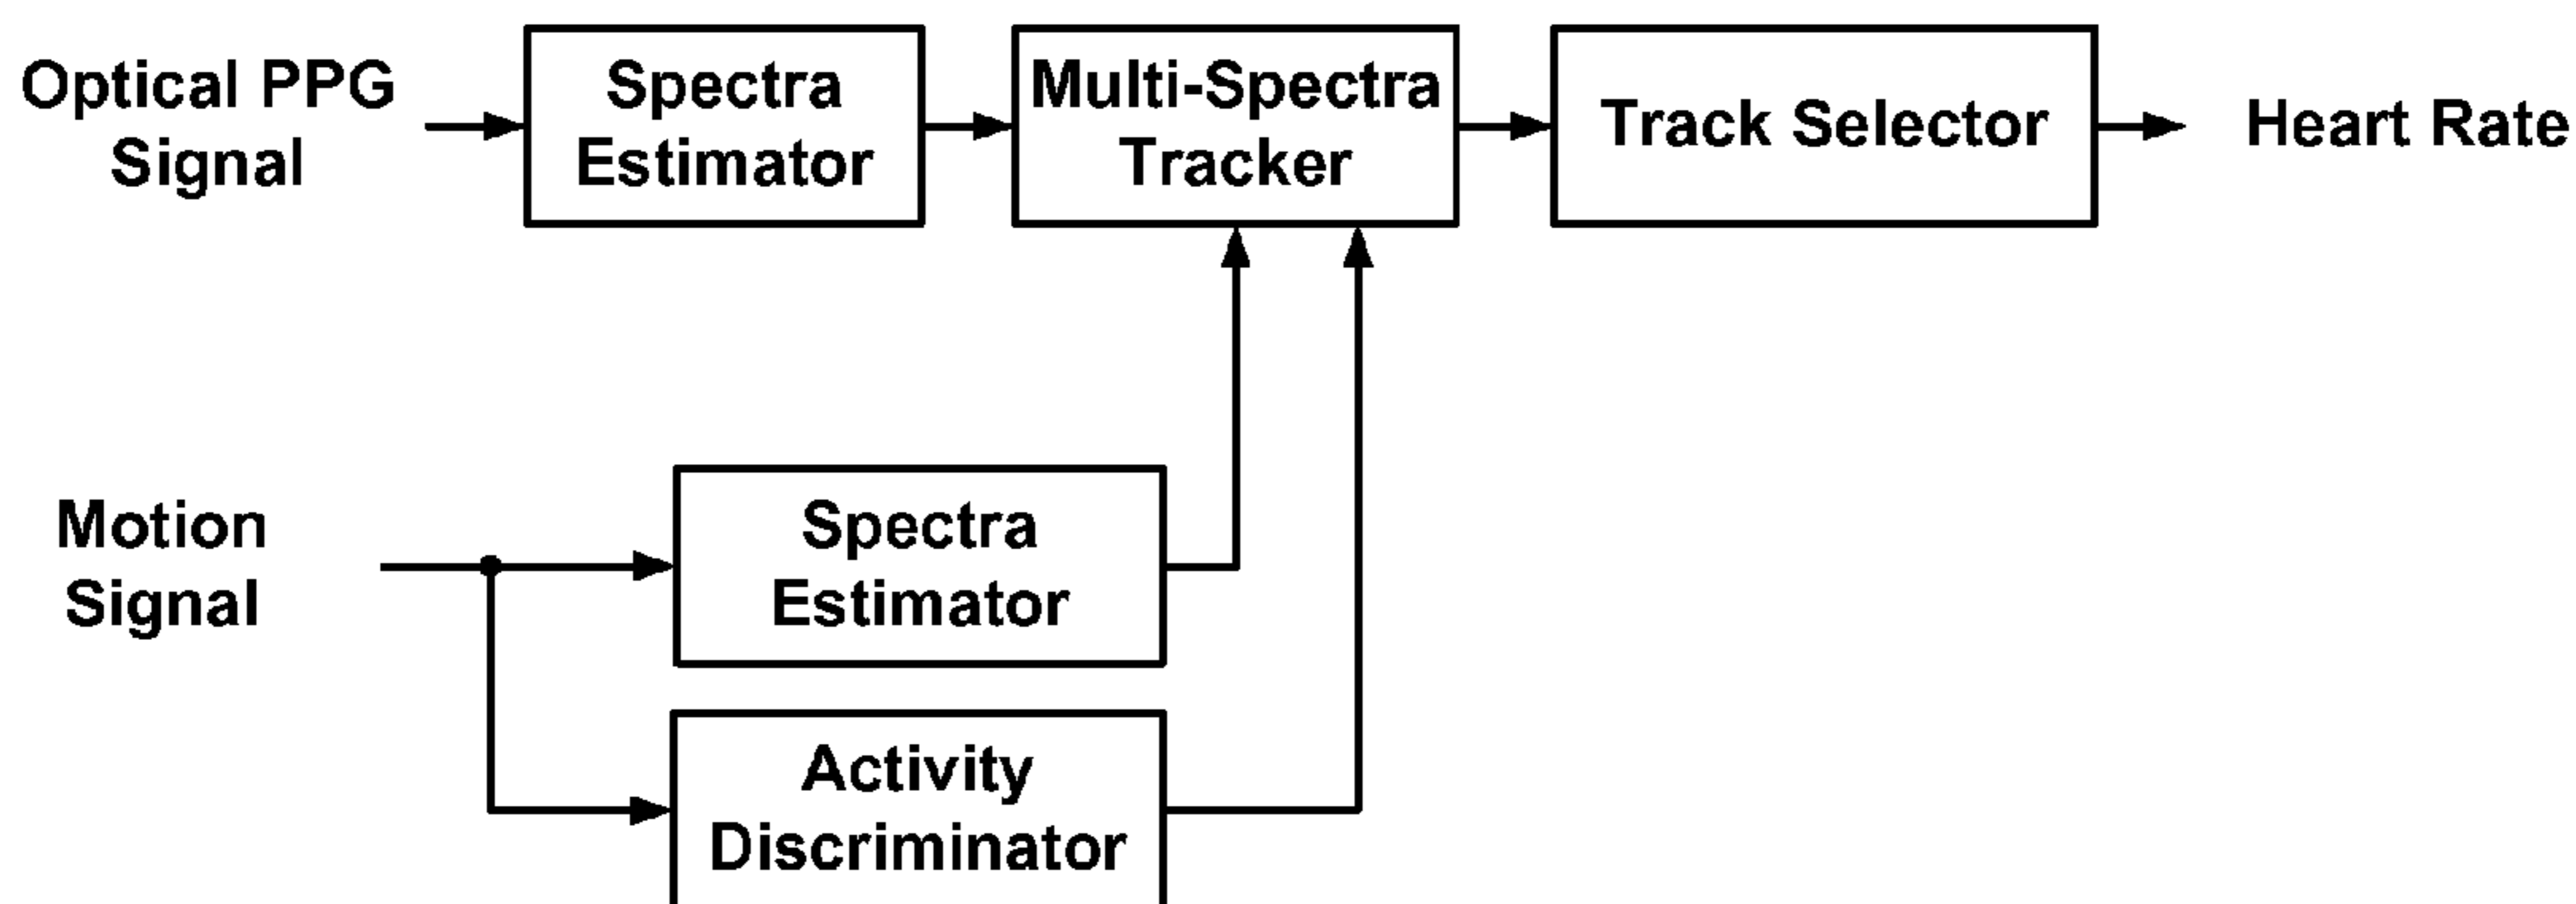 Optical PPG
Signal
Spectra
Estimator
Multi-Spectra
Tracker
Track Selector
Heart Rate
Motion
Signal
Spectra
Estimator
Activity
Discriminator